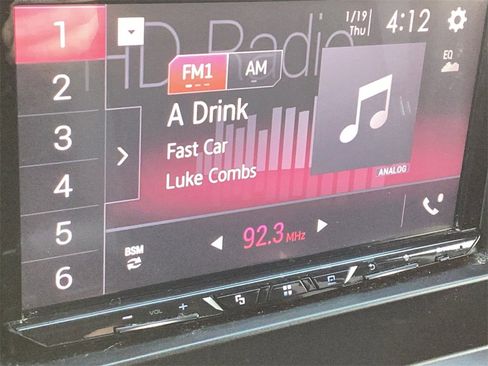 HD Radio
1/19
Thu
4:12
1
2
3
4
5
6
FM1
AM
EQ
A Drink
Fast Car
Luke Combs
ANALOG
92.3 MHz
BSM
VOL